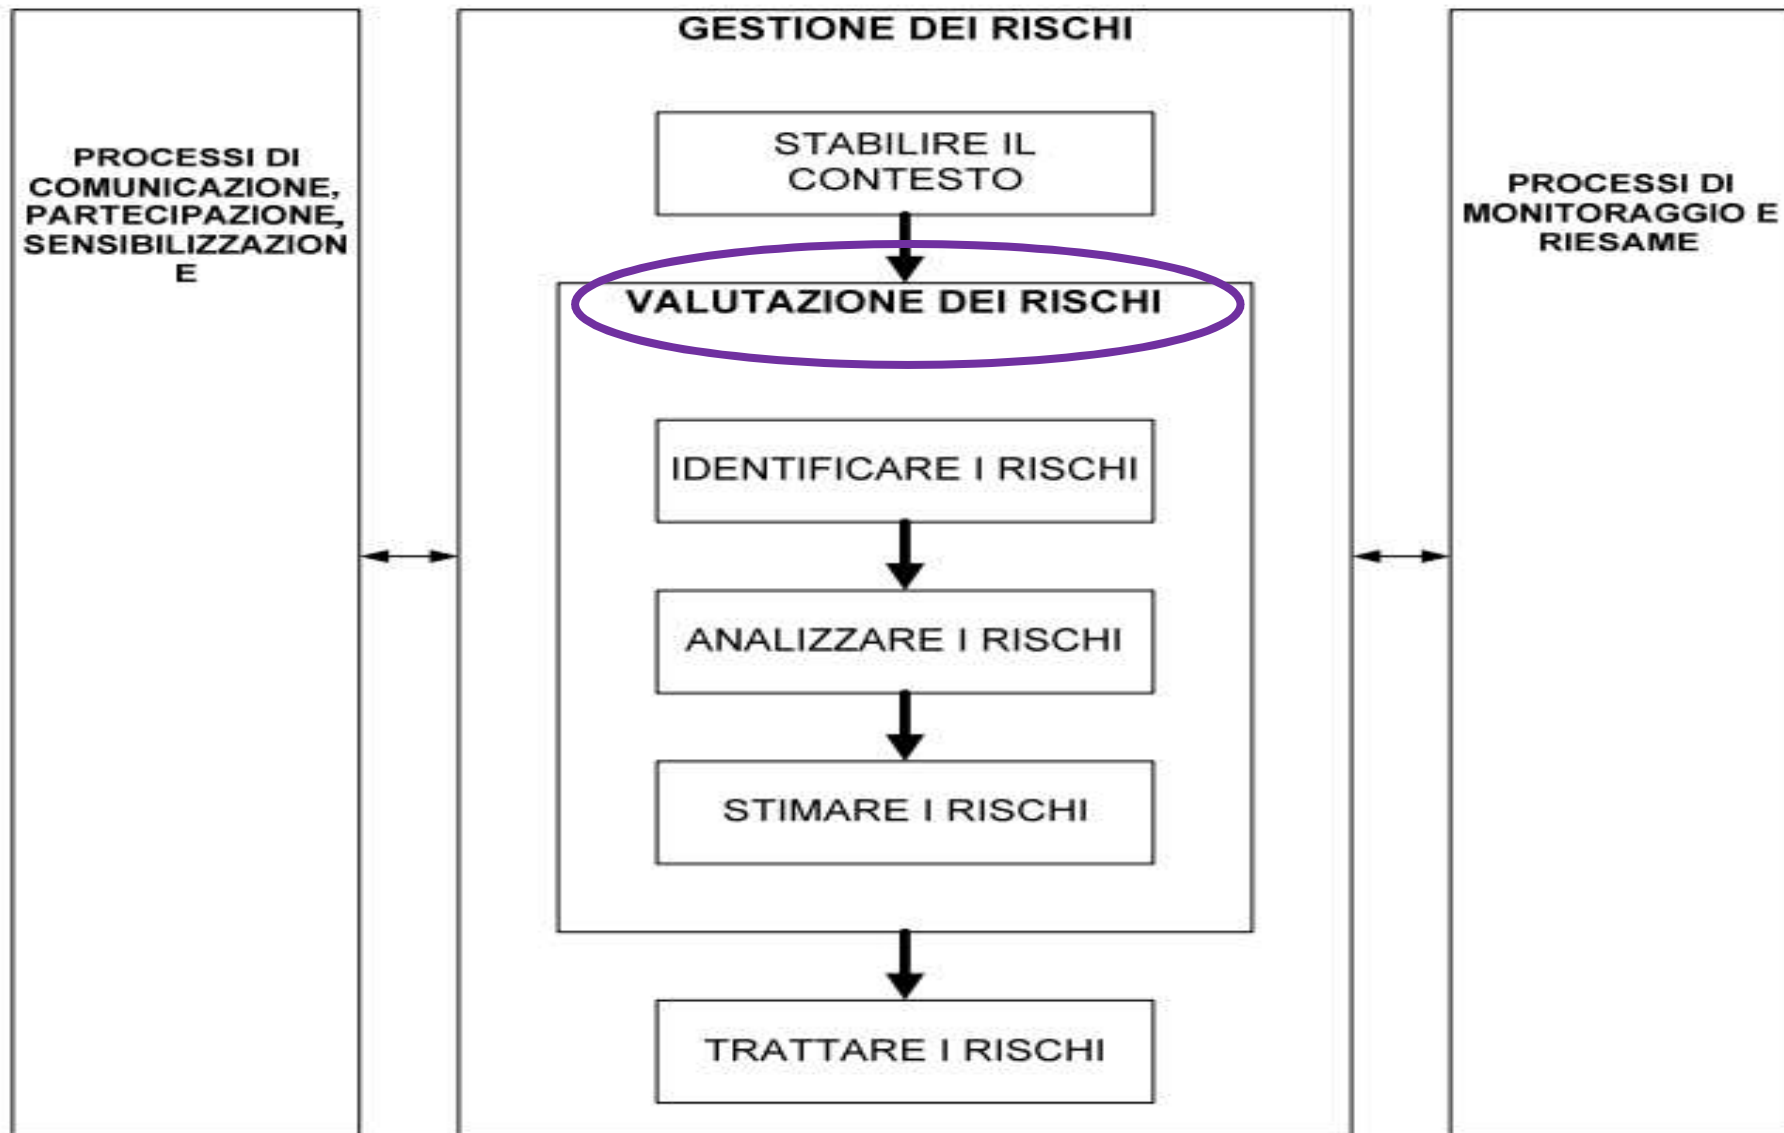 PROCESSI DI
COMUNICAZIONE,
PARTECIPAZIONE,
SENSIBILIZZAZION
E
GESTIONE DEI RISCHI
STABILIRE IL
CONTESTO
VALUTAZIONE DEI RISCHI
IDENTIFICARE I RISCHI
ANALIZZARE I RISCHI
STIMARE I RISCHI
TRATTARE I RISCHI
PROCESSI DI
MONITORAGGIO E
RIESAME